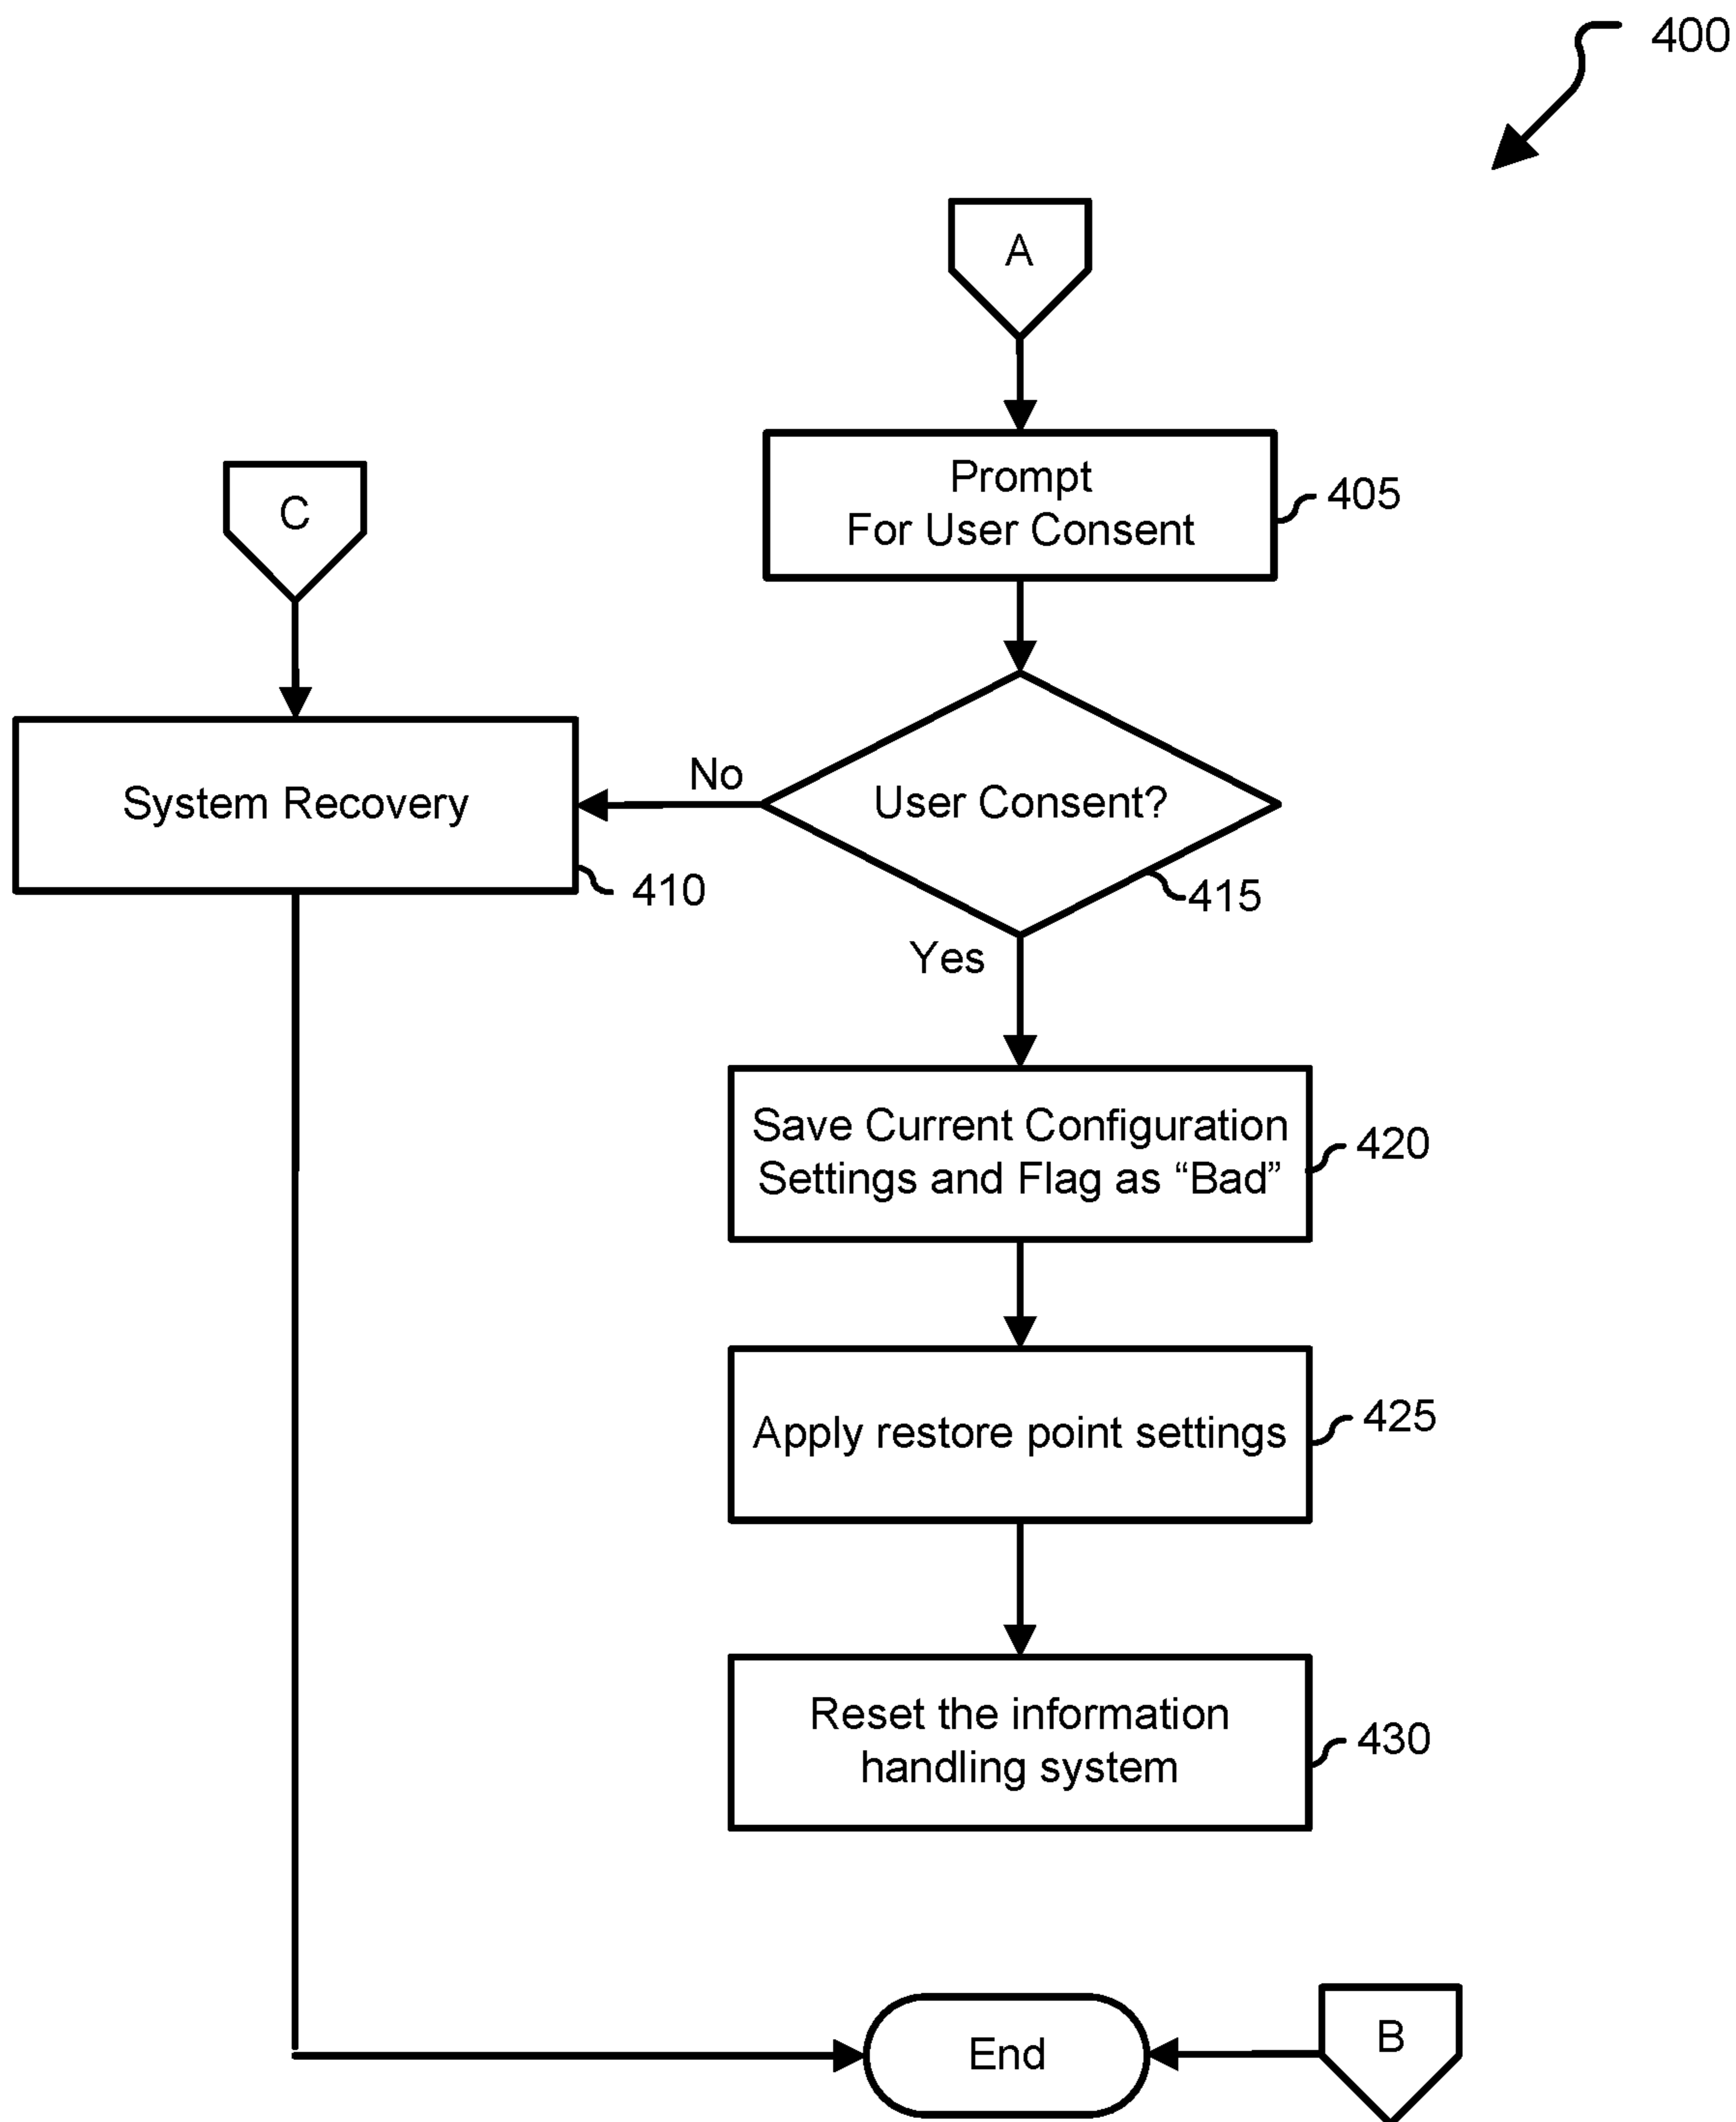 400
A
Prompt
For User Consent
405
C
System Recovery
410
No
User Consent?
415
Yes
Save Current Configuration
Settings and Flag as “Bad”
420
Apply restore point settings
425
Reset the information
handling system
430
End
B